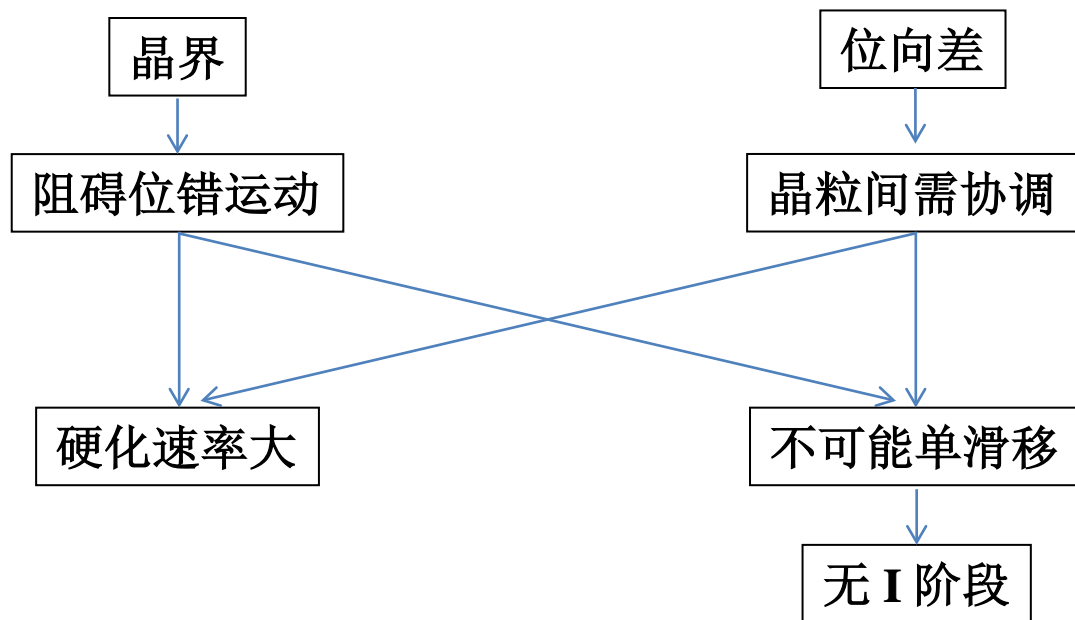 晶界
位向差
阻碍位错运动
晶粒间需协调
硬化速率大
不可能单滑移
无 I 阶段